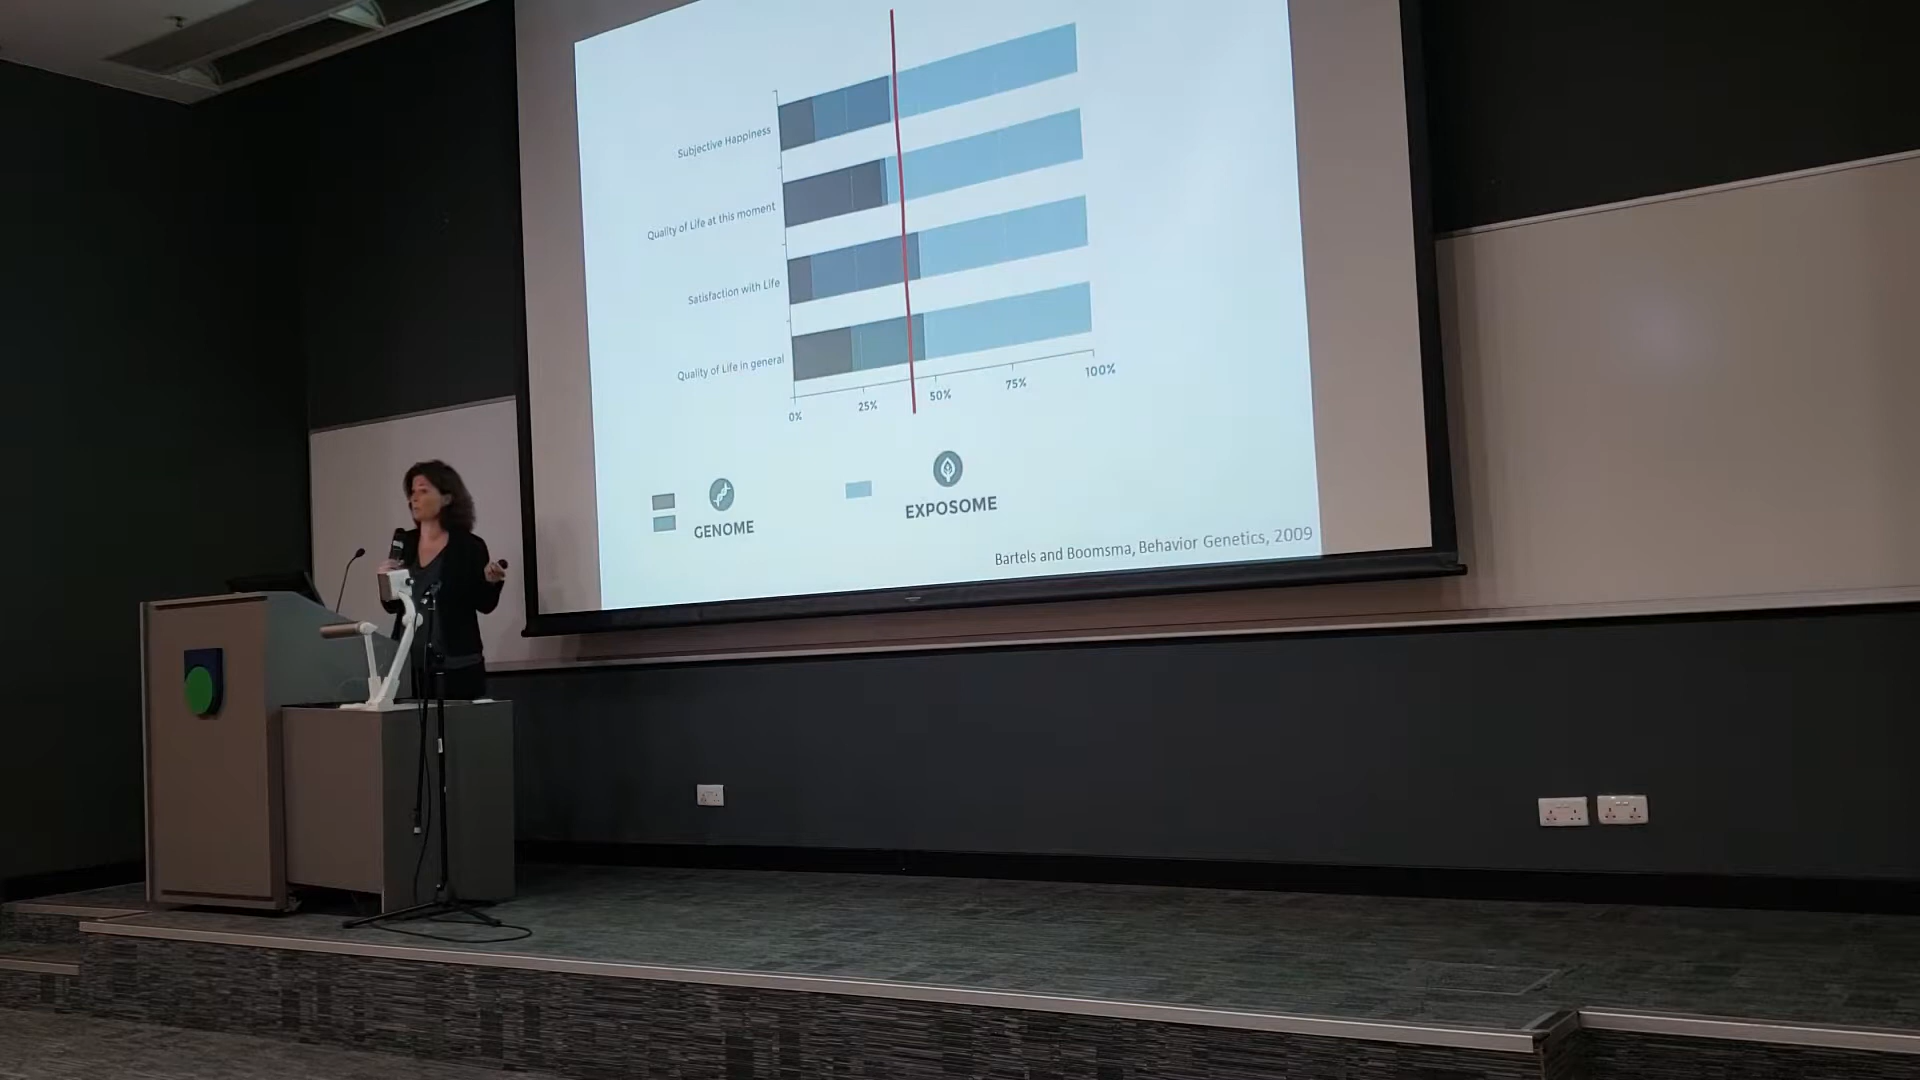 Subjective Happiness
Quality of Life at this moment
Satisfaction with Life
Quality of Life in general
0%
25%
50%
75%
100%
GENOME
EXPOSOME
Bartels and Boomsma, Behavior Genetics, 2009